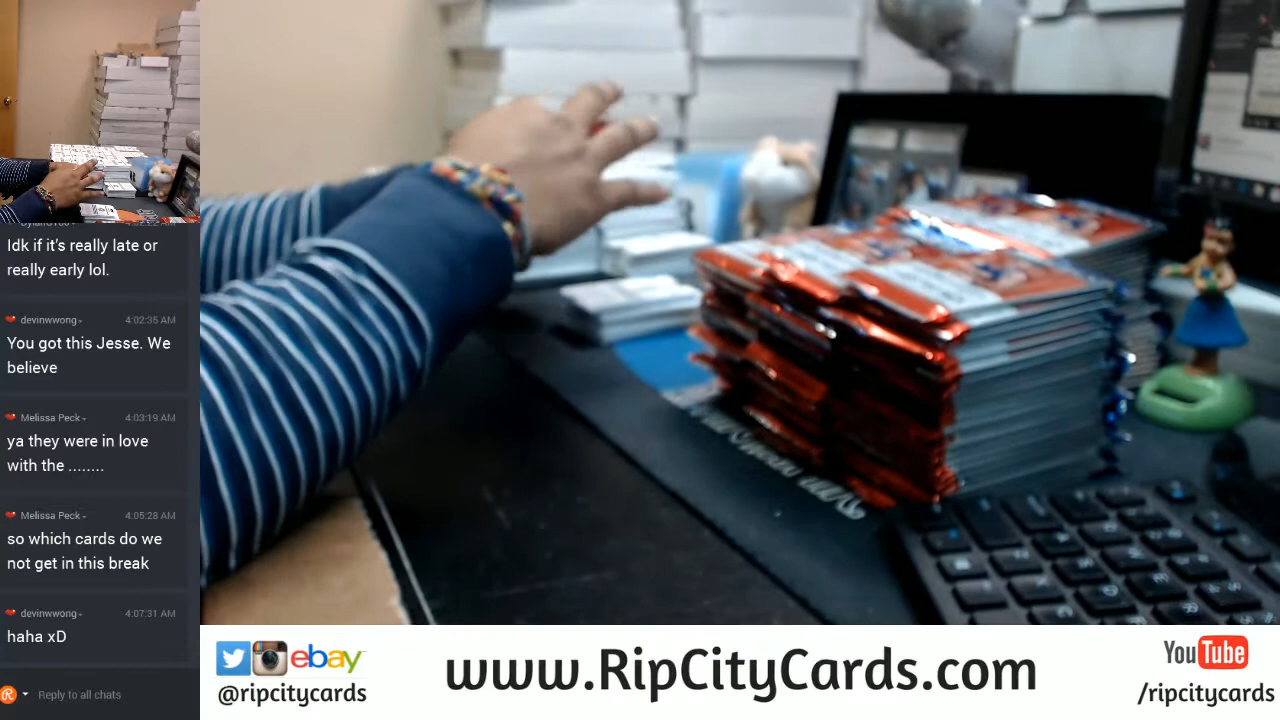 Idk if it's really late or
really early lol.
devinwwong 4:02:35 AM
You got this Jesse. We
believe
Melissa Peck 4:03:19 AM
ya they were in love
with the ........
Melissa Peck 4:05:28 AM
so which cards do we
not get in this break
devinwwong 4:07:31 AM
haha xD
Reply to all chats
ebay
@ripcitycards
www.RipCityCards.com
YouTube
/ripcitycards